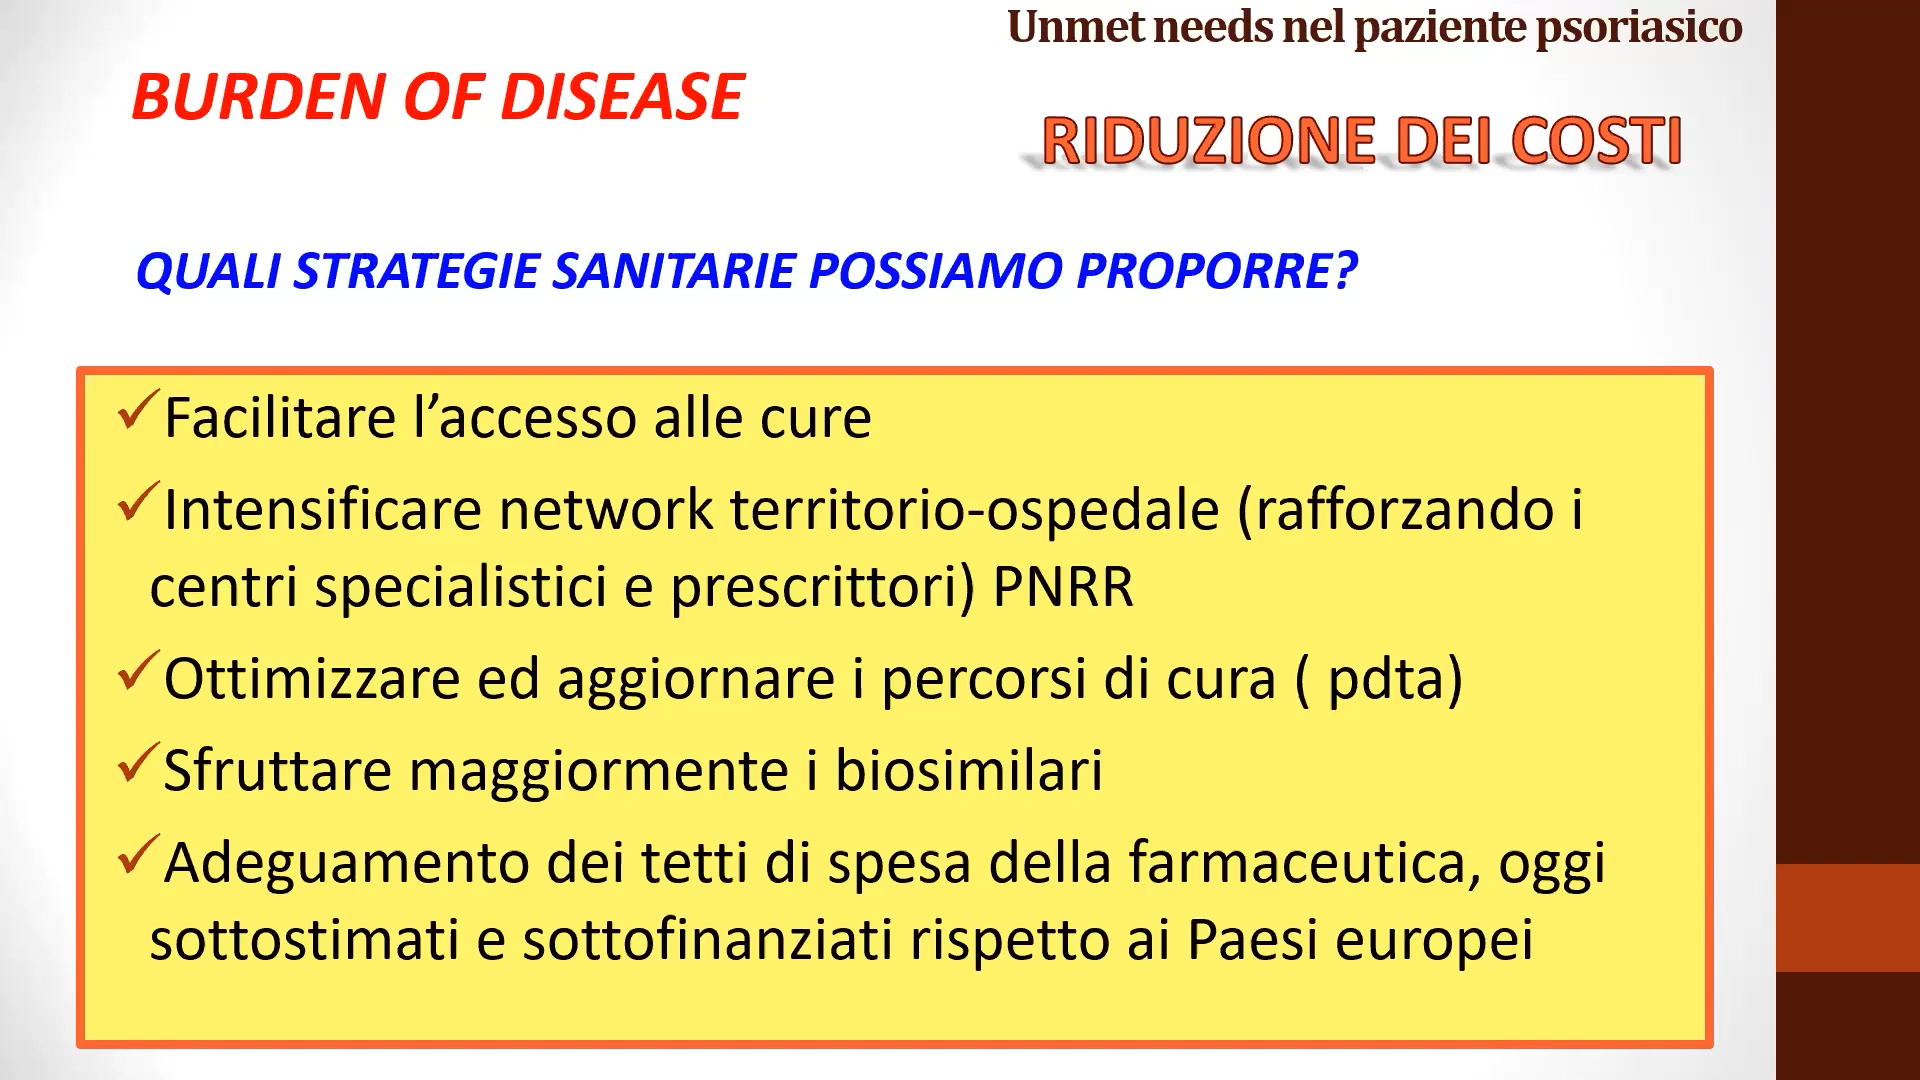 Unmet needs nel paziente psoriasico
BURDEN OF DISEASE
RIDUZIONE DEI COSTI
QUALI STRATEGIE SANITARIE POSSIAMO PROPORRE?
✓Facilitare l’accesso alle cure
✓Intensificare network territorio-ospedale (rafforzando i
centri specialistici e prescrittori) PNRR
✓Ottimizzare ed aggiornare i percorsi di cura ( pdta)
✓Sfruttare maggiormente i biosimilari
✓Adeguamento dei tetti di spesa della farmaceutica, oggi
sottostimati e sottofinanziati rispetto ai Paesi europei